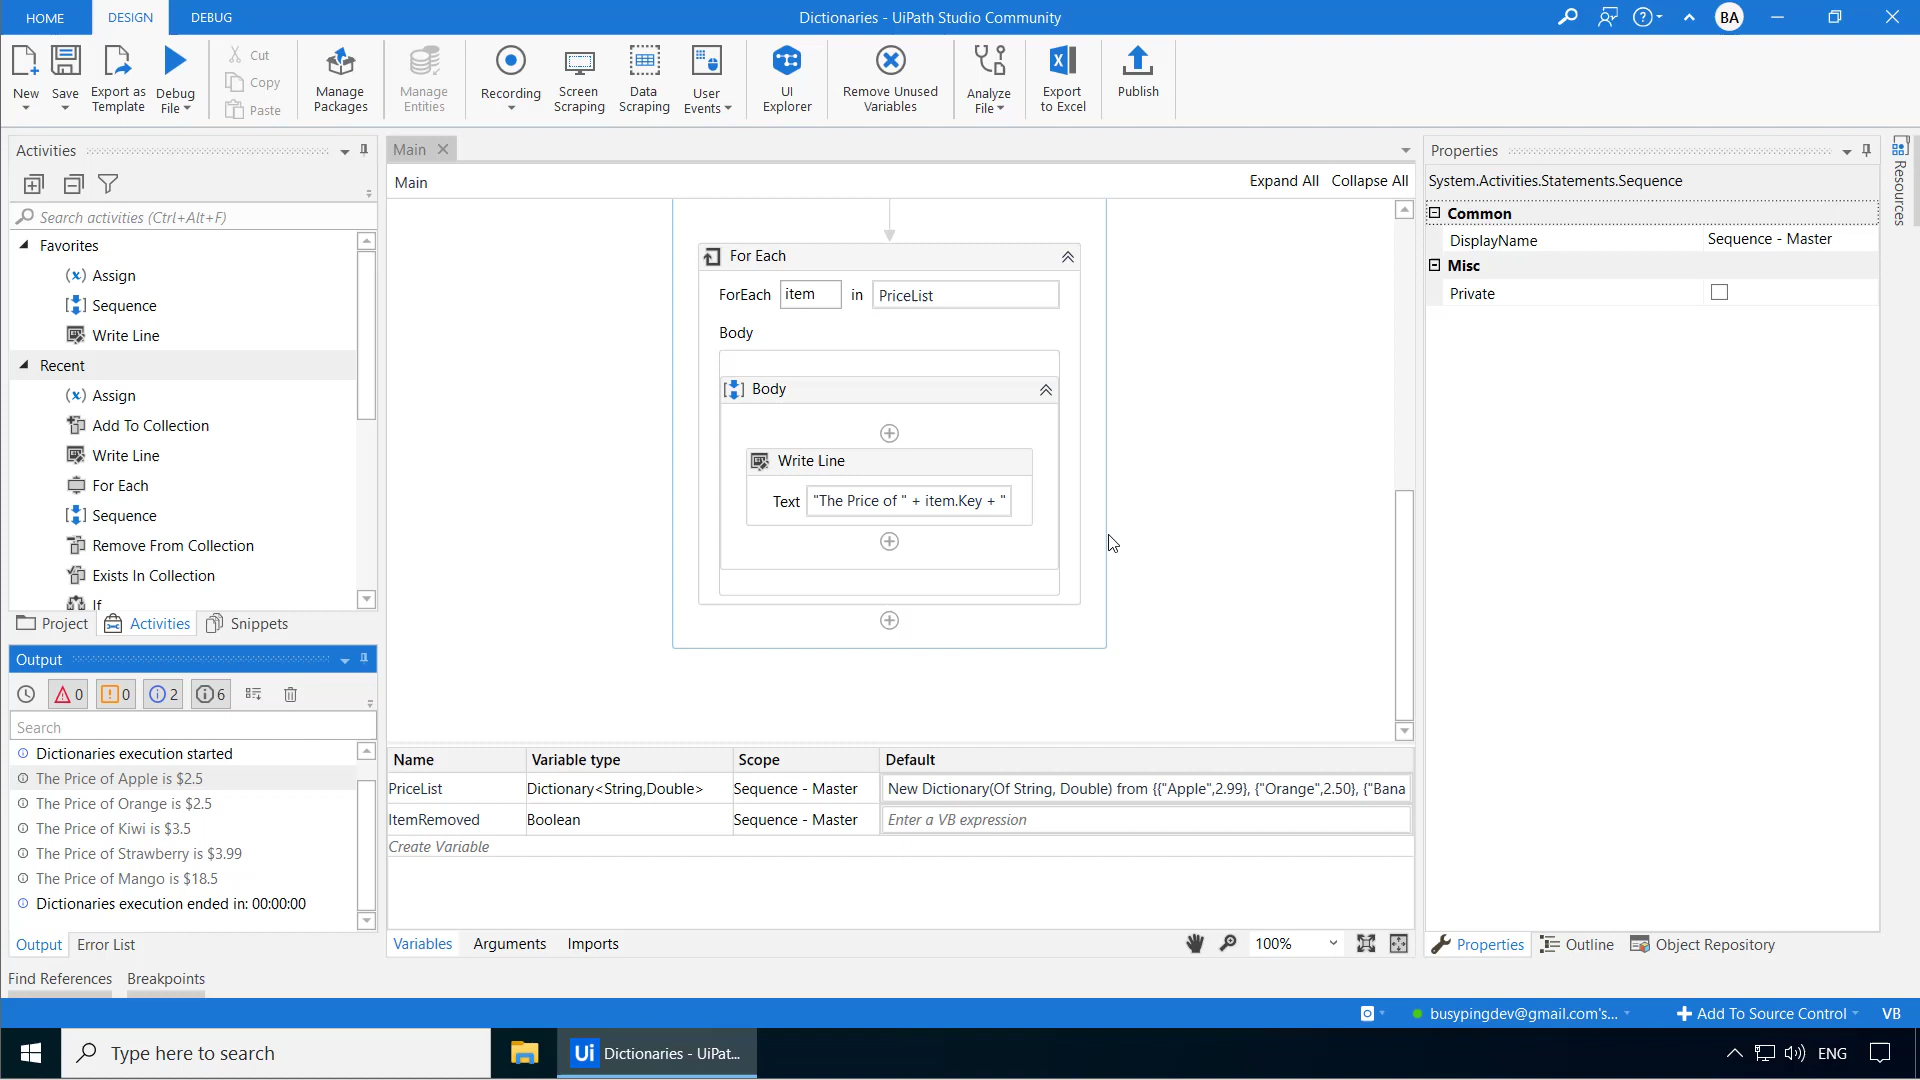 HOME
DESIGN
DEBUG
Dictionaries - UiPath Studio Community
BA
New
Save
Export as
Template
Debug
File
Cut
Copy
Paste
Manage
Packages
Manage
Entities
Recording
Screen
Scraping
Data
Scraping
User
Events
UI
Explorer
Remove Unused
Variables
Analyze
File
Export
to Excel
Publish
Activities
Search activities (Ctrl+Alt+F)
Favorites
Assign
Sequence
Write Line
Recent
Assign
Add To Collection
Write Line
For Each
Sequence
Remove From Collection
Exists In Collection
If
Project
Activities
Snippets
Output
0
0
2
6
Search
Dictionaries execution started
The Price of Apple is $2.5
The Price of Orange is $2.5
The Price of Kiwi is $3.5
The Price of Strawberry is $3.99
The Price of Mango is $18.5
Dictionaries execution ended in: 00:00:00
Output
Error List
Find References
Breakpoints
Main
Main
Expand All
Collapse All
For Each
ForEach
item
in
PriceList
Body
Body
Write Line
Text
"The Price of " + item.Key + "
Name
Variable type
Scope
Default
PriceList
Dictionary<String,Double>
Sequence - Master
New Dictionary(Of String, Double) from {{"Apple",2.99}, {"Orange",2.50}, {"Bana
ItemRemoved
Boolean
Sequence - Master
Enter a VB expression
Create Variable
Variables
Arguments
Imports
100%
Properties
System.Activities.Statements.Sequence
Common
DisplayName
Sequence - Master
Misc
Private
Resources
Properties
Outline
Object Repository
busypingdev@gmail.com's...
Add To Source Control
VB
Type here to search
Ui
Dictionaries - UiPat...
ENG